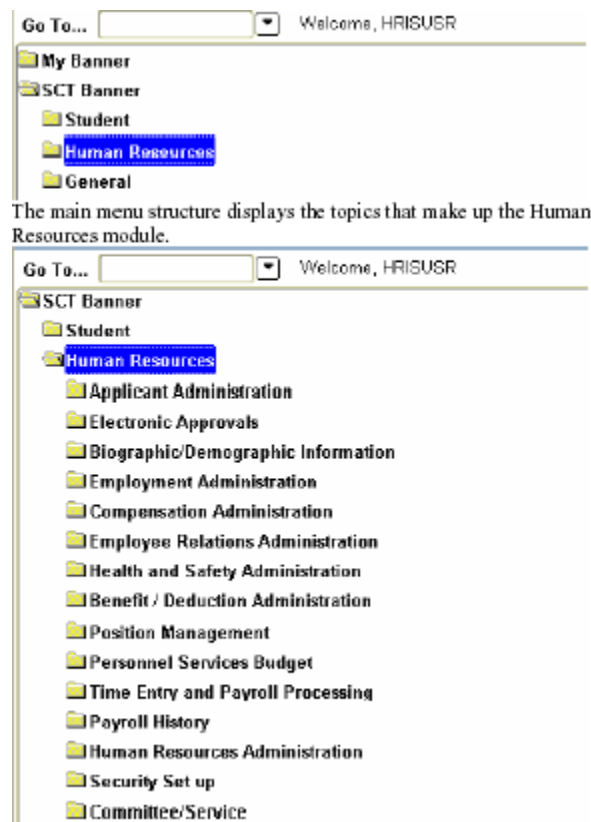 Go To... Welcome, HRISUSR
My Banner
SCT Banner
Student
Human Resources
General
The main menu structure displays the topics that make up the Human
Resources module.
Go To... Welcome, HRISUSR
SCT Banner
Student
Human Resources
Applicant Administration
Electronic Approvals
Biographic/Demographic Information
Employment Administration
Compensation Administration
Employee Relations Administration
Health and Safety Administration
Benefit / Deduction Administration
Position Management
Personnel Services Budget
Time Entry and Payroll Processing
Payroll History
Human Resources Administration
Security Set up
Committee/Service